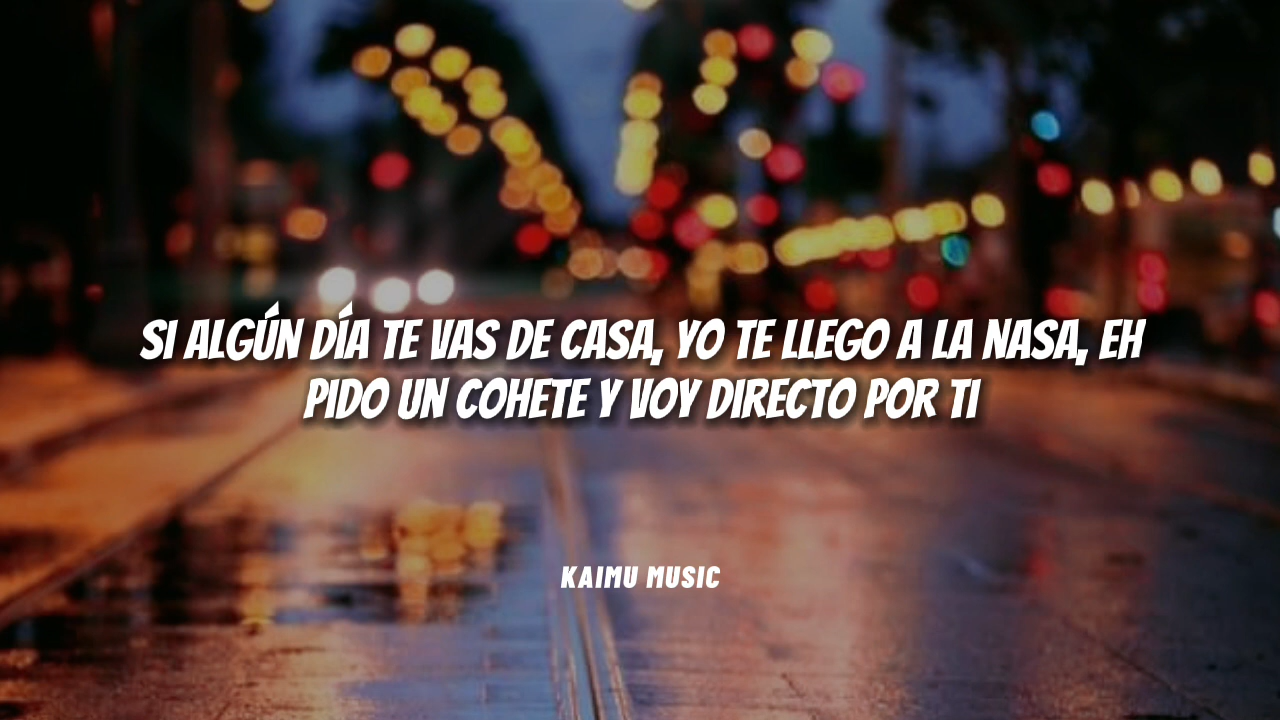 SI ALGÚN DÍA TE VAS DE CASA, YO TE LLEGO A LA NASA, EH
PIDO UN COHETE Y VOY DIRECTO POR TI
KAIMU MUSIC